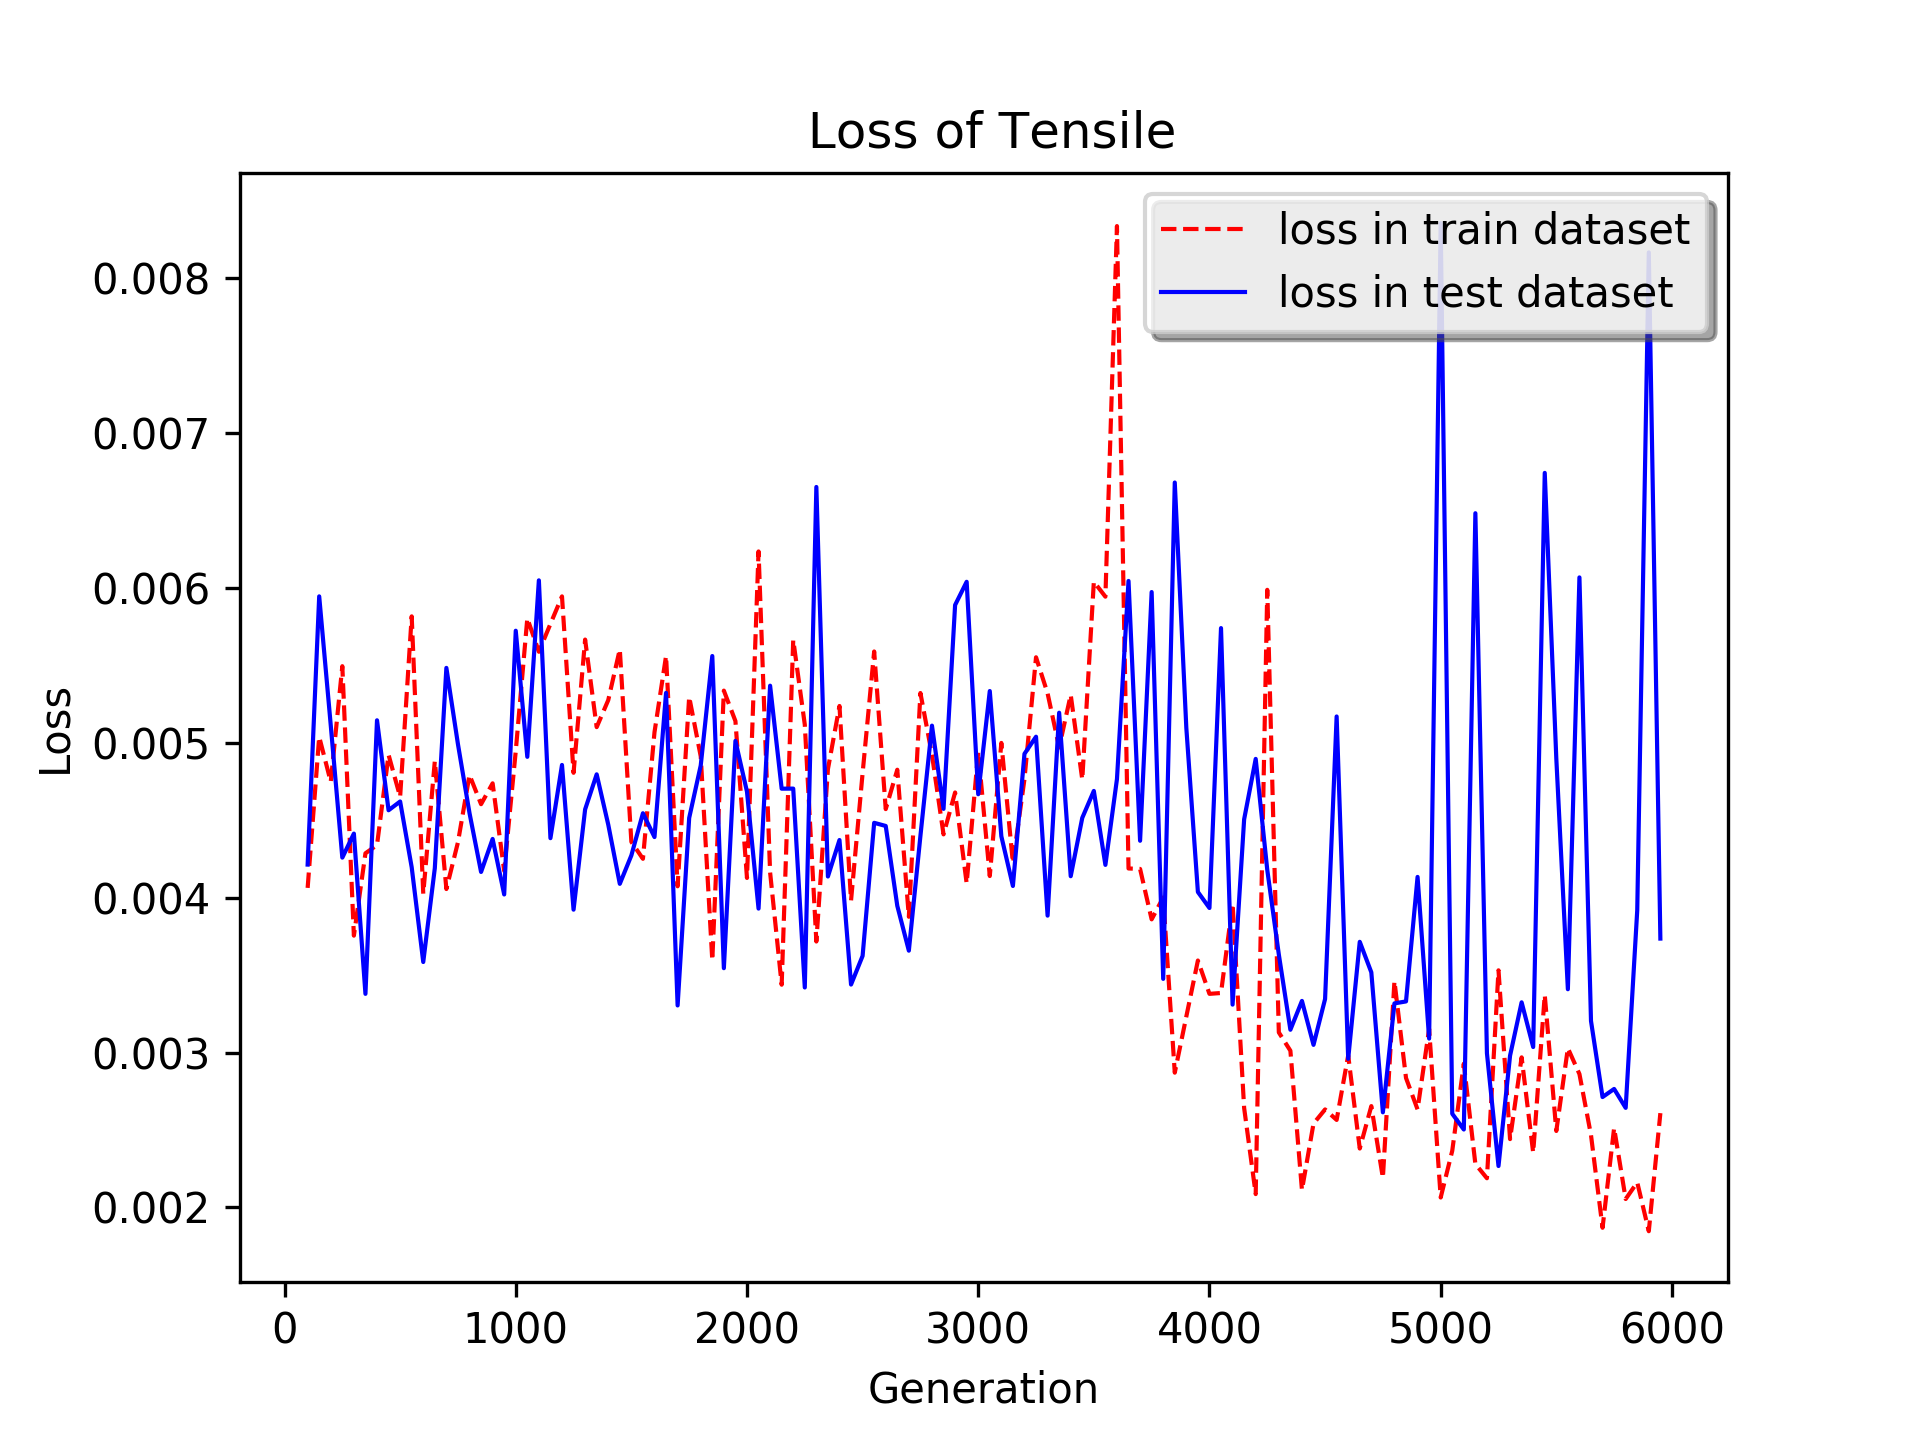 Loss of Tensile
loss in train dataset
loss in test dataset
0.008
0.007
0.006
0.005
0.004
0.003
0.002
Loss
0 1000 2000 3000 4000 5000 6000
Generation